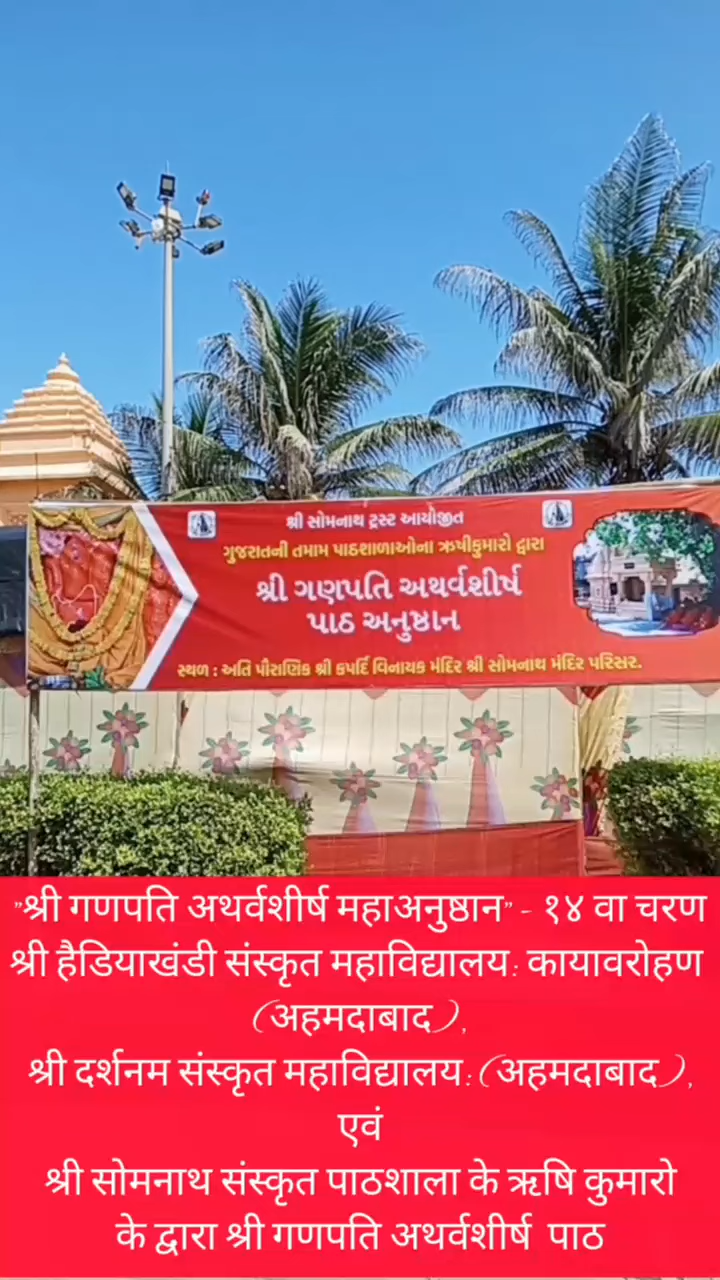 શ્રી સોમનાથ ટ્રસ્ટ આયોજીત
ગુજરાતની તમામ પાઠશાળાઓના ઋષીકુમારો દ્વારા
શ્રી ગણપતિ અથર્વશીર્ષ
પાઠ અનુષ્ઠાન
સ્થળ : અતિ પૌરાણિક શ્રી કપર્દિ વિનાયક મંદિર શ્રી સોમનાથ મંદિર પરિસર.
"श्री गणपति अथर्वशीर्ष महाअनुष्ठान" - १४ वा चरण
श्री हैडियाखंडी संस्कृत महाविद्यालय: कायावरोहण
(अहमदाबाद),
श्री दर्शनम संस्कृत महाविद्यालय: (अहमदाबाद),
एवं
श्री सोमनाथ संस्कृत पाठशाला के ऋषि कुमारो
के द्वारा श्री गणपति अथर्वशीर्ष पाठ